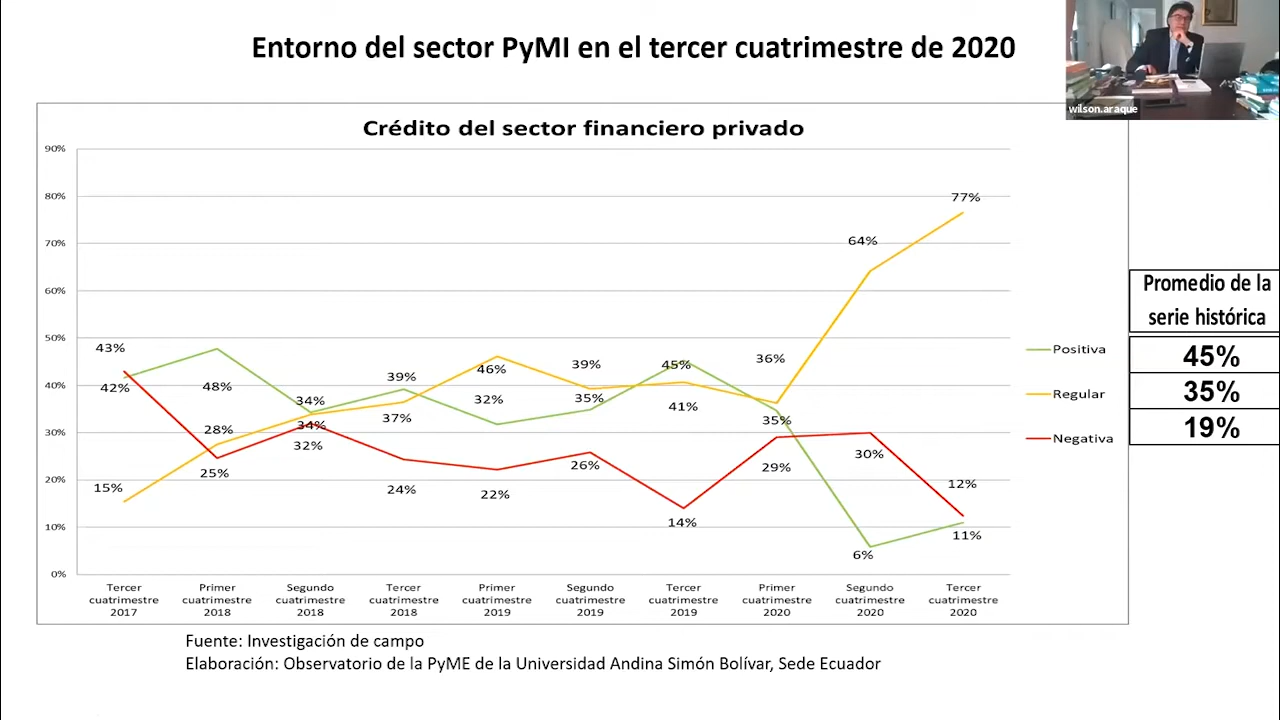 Entorno del sector PyMI en el tercer cuatrimestre de 2020
wilson.araque
Crédito del sector financiero privado
90%
80%
70%
60%
50%
40%
30%
20%
10%
0%
43%
42%
15%
48%
28%
25%
34%
34%
32%
39%
37%
24%
46%
32%
22%
39%
35%
26%
45%
41%
14%
36%
35%
29%
64%
30%
6%
77%
12%
11%
Tercer
cuatrimestre
2017
Primer
cuatrimestre
2018
Segundo
cuatrimestre
2018
Tercer
cuatrimestre
2018
Primer
cuatrimestre
2019
Segundo
cuatrimestre
2019
Tercer
cuatrimestre
2019
Primer
cuatrimestre
2020
Segundo
cuatrimestre
2020
Tercer
cuatrimestre
2020
Positiva
Regular
Negativa
Promedio de la
serie histórica
45%
35%
19%
Fuente: Investigación de campo
Elaboración: Observatorio de la PyME de la Universidad Andina Simón Bolívar, Sede Ecuador